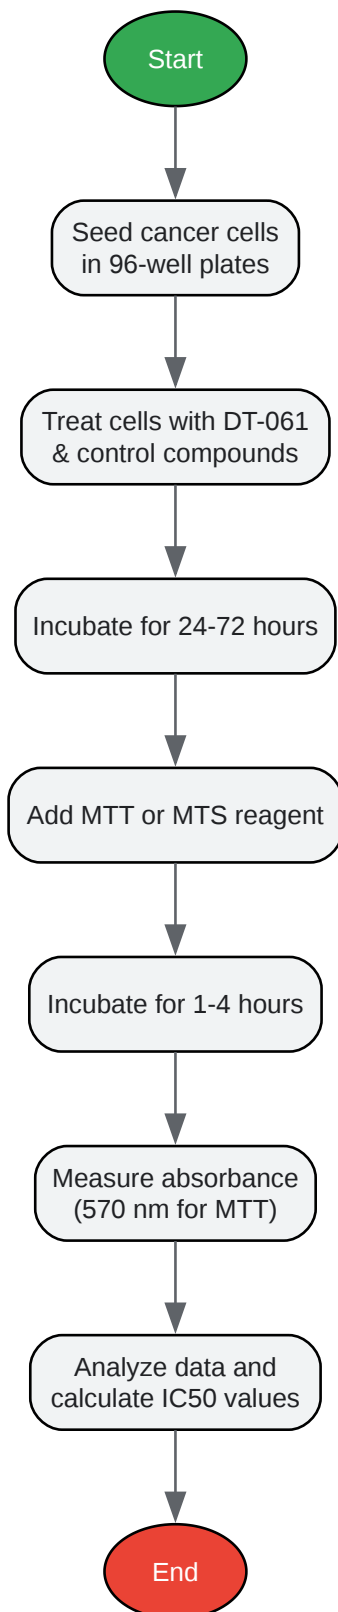 Start
Seed cancer cells
in 96-well plates
Treat cells with DT-061
& control compounds
Incubate for 24-72 hours
Add MTT or MTS reagent
Incubate for 1-4 hours
Measure absorbance
(570 nm for MTT)
Analyze data and
calculate IC50 values
End